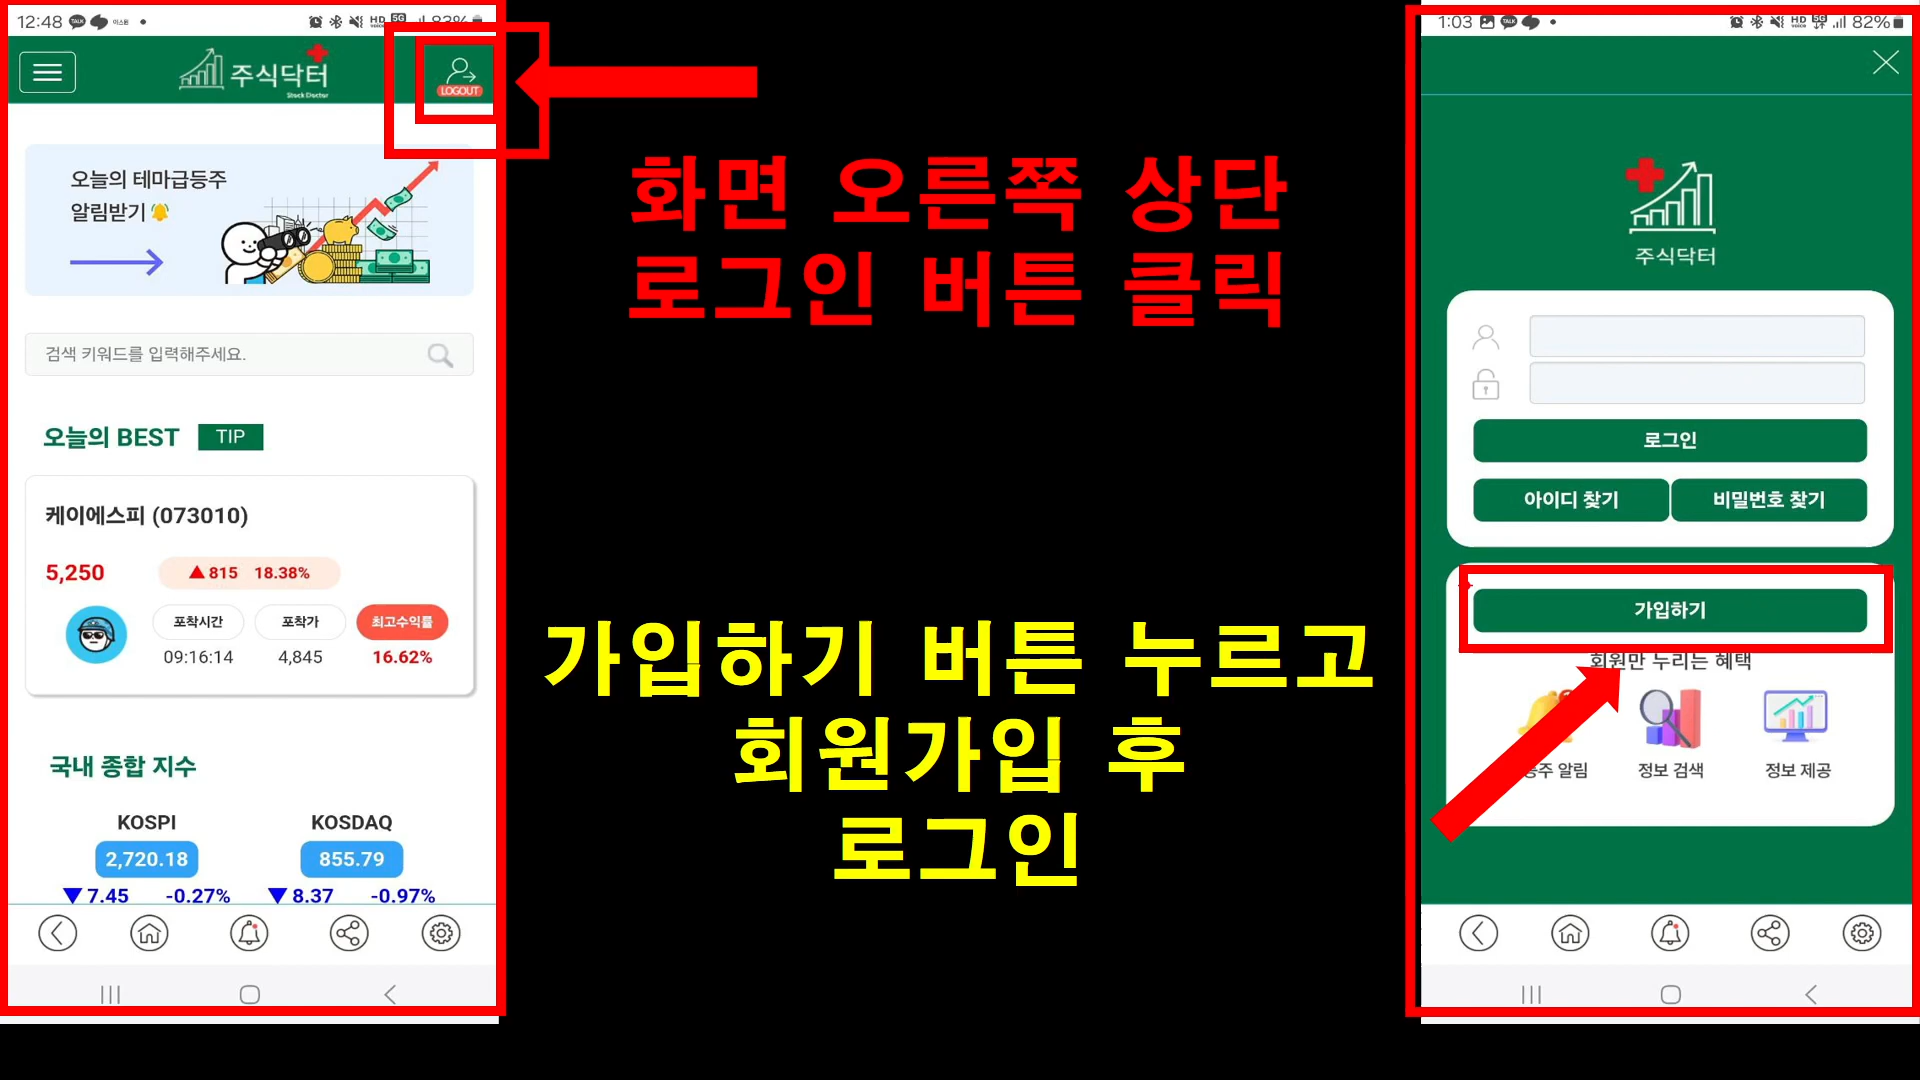 12:48
83%
주식닥터
Stock Doctor
LOGOUT
오늘의 테마급등주
알림받기
검색 키워드를 입력해주세요.
오늘의 BEST TIP
케이에스피 (073010)
5,250 ▲ 815 18.38%
포착시간 포착가 최고수익률
09:16:14 4,845 16.62%
국내 종합 지수
KOSPI KOSDAQ
2,720.18 855.79
▼ 7.45 -0.27% ▼ 8.37 -0.97%
화면 오른쪽 상단
로그인 버튼 클릭
가입하기 버튼 누르고
회원가입 후
로그인
1:03
82%
주식닥터
로그인
아이디 찾기 비밀번호 찾기
가입하기
회원만 누리는 혜택
주 알림 정보 검색 정보 제공